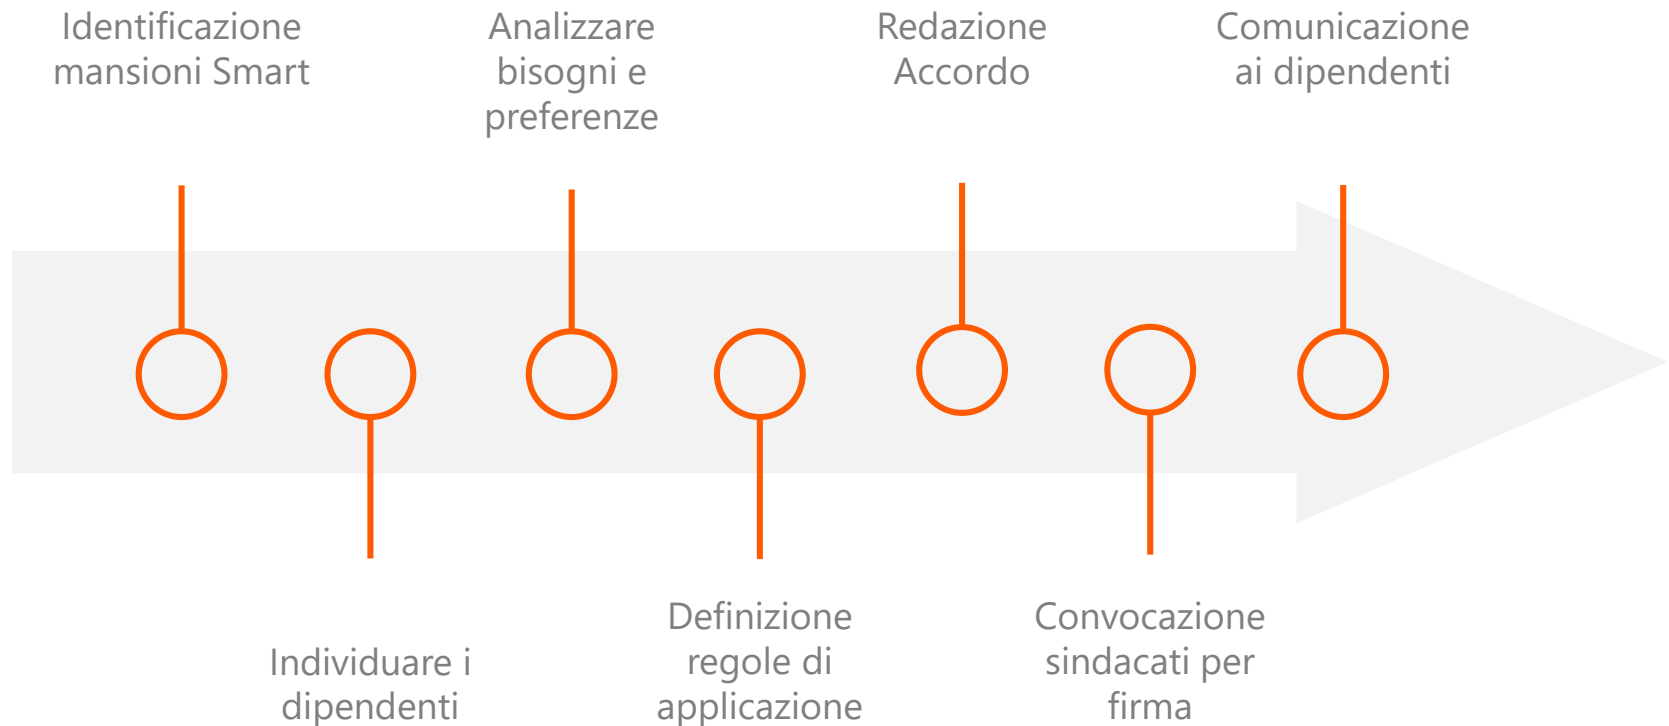 Identificazione
mansioni Smart
Analizzare
bisogni e
preferenze
Redazione
Accordo
Comunicazione
ai dipendenti
Individuare i
dipendenti
Definizione
regole di
applicazione
Convocazione
sindacati per
firma